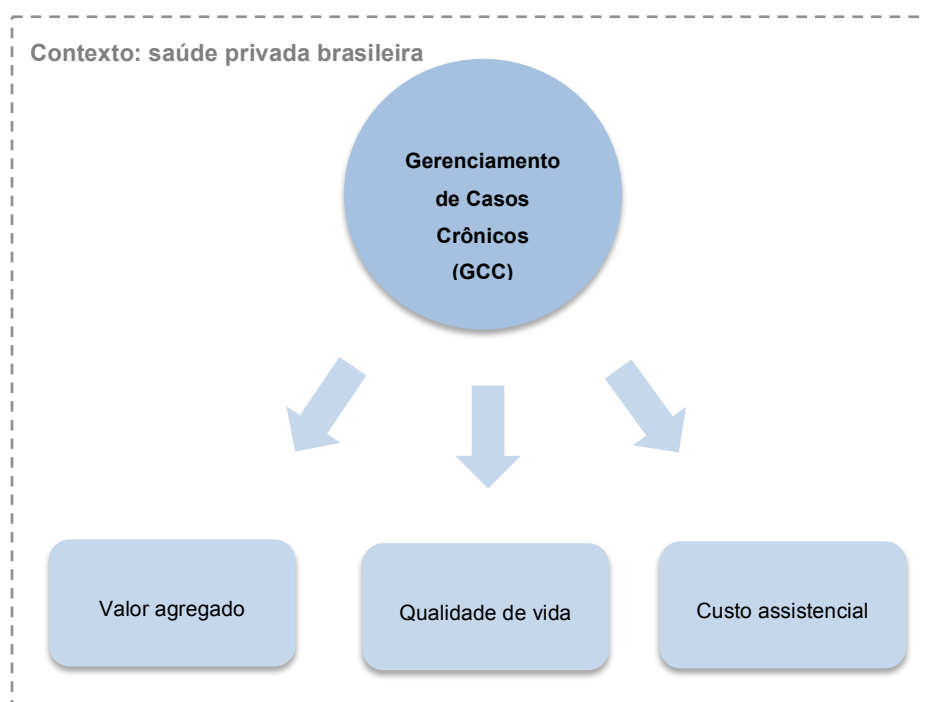 Contexto: saúde privada brasileira
Gerenciamento
de Casos
Crônicos
(GCC)
Valor agregado
Qualidade de vida
Custo assistencial